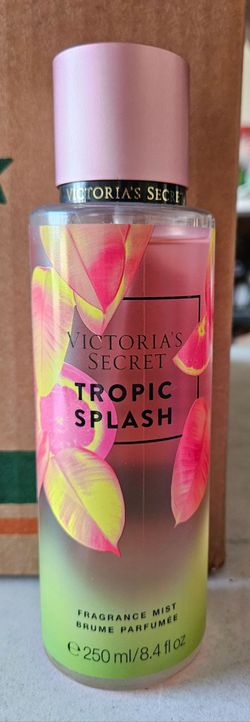 VICTORIA'S SECRET
VICTORIA'S
SECRET
TROPIC
SPLASH
FRAGRANCE MIST
BRUME PARFUMÉE
℮ 250 ml/8.4 fl oz